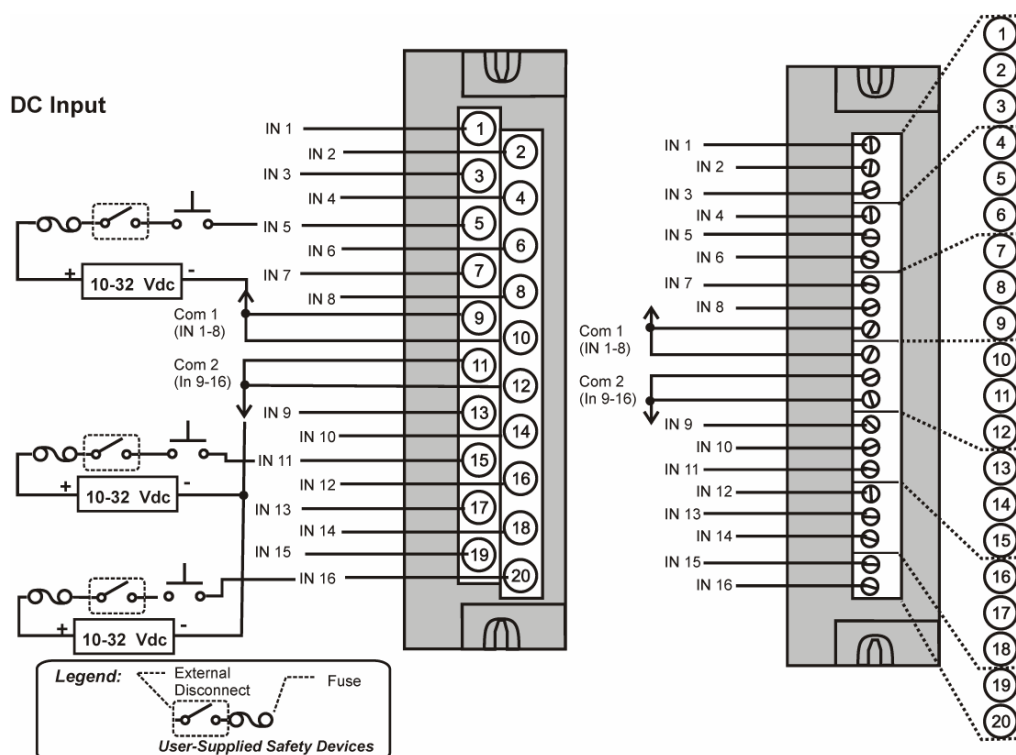 DC Input
IN 1
IN 2
IN 3
IN 4
IN 5
IN 6
IN 7
IN 8
+
10-32 Vdc
-
Com 1
(IN 1-8)
Com 2
(In 9-16)
IN 9
IN 10
IN 11
IN 12
IN 13
IN 14
IN 15
IN 16
+
10-32 Vdc
-
+
10-32 Vdc
-
1
2
3
4
5
6
7
8
9
10
11
12
13
14
15
16
17
18
19
20
Legend:
External
Disconnect
Fuse
User-Supplied Safety Devices
IN 1
IN 2
IN 3
IN 4
IN 5
IN 6
IN 7
IN 8
Com 1
(IN 1-8)
Com 2
(In 9-16)
IN 9
IN 10
IN 11
IN 12
IN 13
IN 14
IN 15
IN 16
1
2
3
4
5
6
7
8
9
10
11
12
13
14
15
16
17
18
19
20